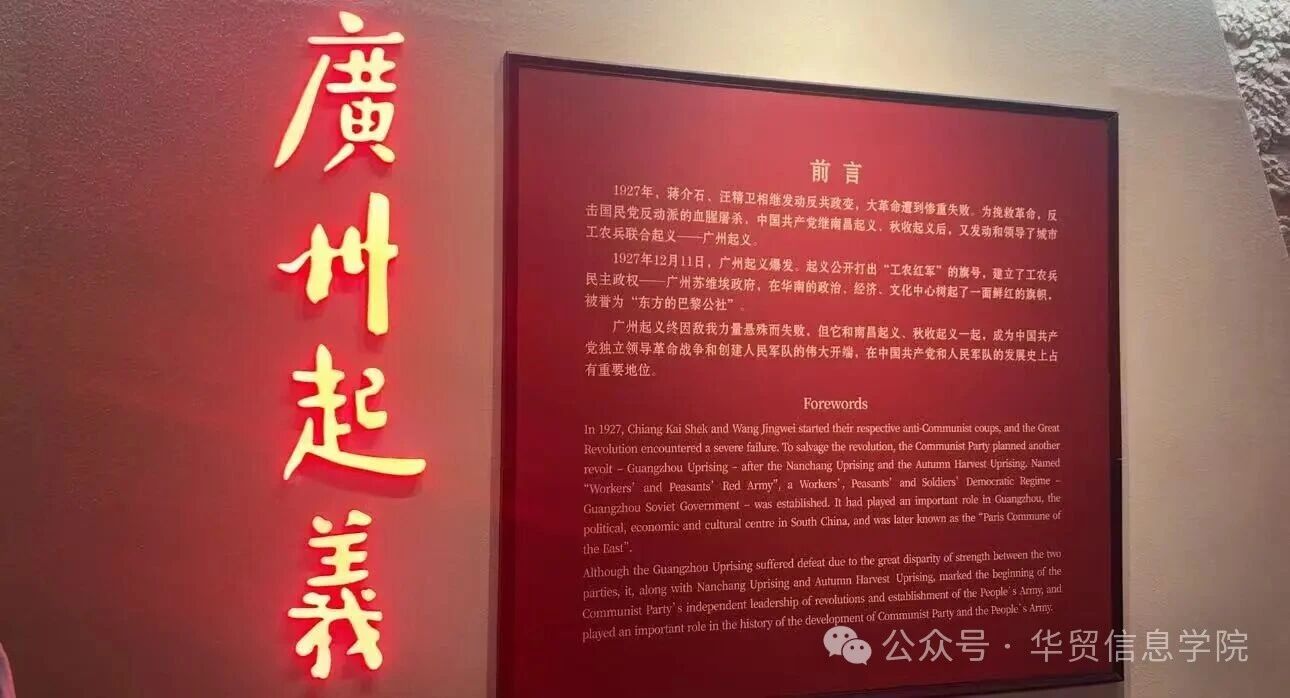 廣州起義
前言
1927年，蒋介石、汪精卫相继发动反共政变，大革命遭到惨重失败。为挽救革命，反
击国民党反动派的血腥屠杀，中国共产党继南昌起义、秋收起义后，又发动和领导了城市
工农兵联合起义——广州起义。
1927年12月11日，广州起义爆发。起义公开打出“工农红军”的旗号，建立了工农兵
民主政权——广州苏维埃政府，在华南的政治、经济、文化中心树起了一面鲜红的旗帜，
被誉为“东方的巴黎公社”。
广州起义终因敌我力量悬殊而失败，但它和南昌起义、秋收起义一起，成为中国共产
党独立领导革命战争和创建人民军队的伟大开端，在中国共产党和人民军队的发展史上占
有重要地位。
Forewords
In 1927, Chiang Kai Shek and Wang Jingwei started their respective anti-Communist coups, and the Great
Revolution encountered a severe failure. To salvage the revolution, the Communist Party planned another
revolt – Guangzhou Uprising – after the Nanchang Uprising and the Autumn Harvest Uprising. Named
“Workers’ and Peasants’ Red Army”, a Workers’, Peasants’ and Soldiers’ Democratic Regime –
Guangzhou Soviet Government – was established. It had played an important role in Guangzhou, the
political, economic and cultural centre in South China, and was later known as the “Paris Commune of
the East”.
Although the Guangzhou Uprising suffered defeat due to the great disparity of strength between the two
parties, it, along with Nanchang Uprising and Autumn Harvest Uprising, marked the beginning of the
Communist Party`s independent leadership of revolutions and establishment of the People`s Army, and
played an important role in the history of the development of Communist Party and the People`s Army.
公众号·华贸信息学院